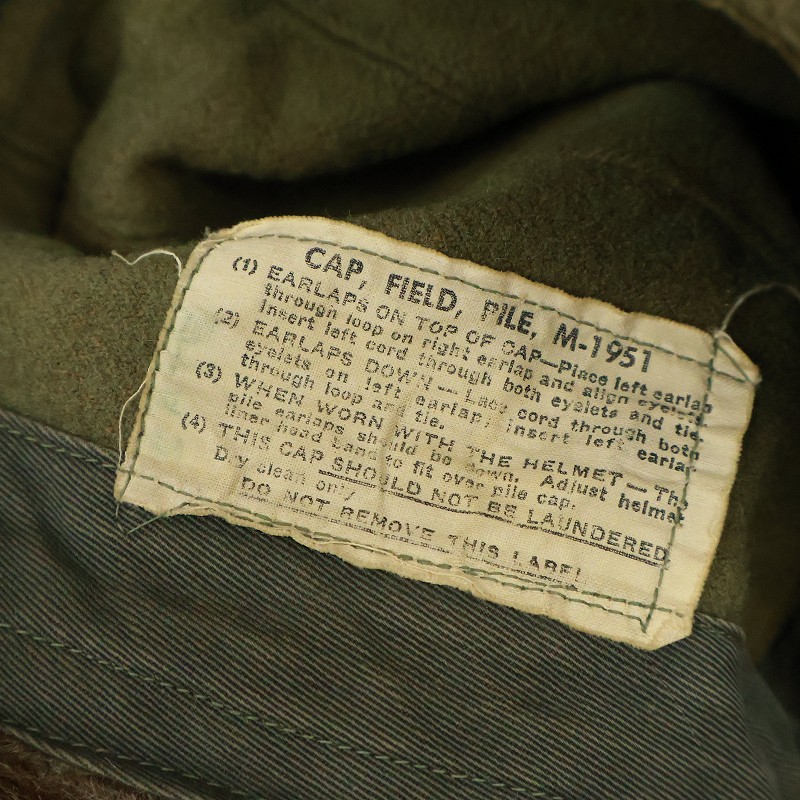 CAP, FIELD, PILE, M-1951
(1) EARLAPS ON TOP OF CAP—Place left earlap
through loop on right earlap and align eyelets.
Insert left cord through both eyelets and tie.
(2) EARLAPS DOWN — Lace cord through both
eyelets on left earlap; insert left earlap
through loop and tie.
(3) WHEN WORN WITH THE HELMET — The
pile earlaps should be down. Adjust helmet
liner head band to fit over pile cap.
(4) THIS CAP SHOULD NOT BE LAUNDERED
Dry clean only
DO NOT REMOVE THIS LABEL